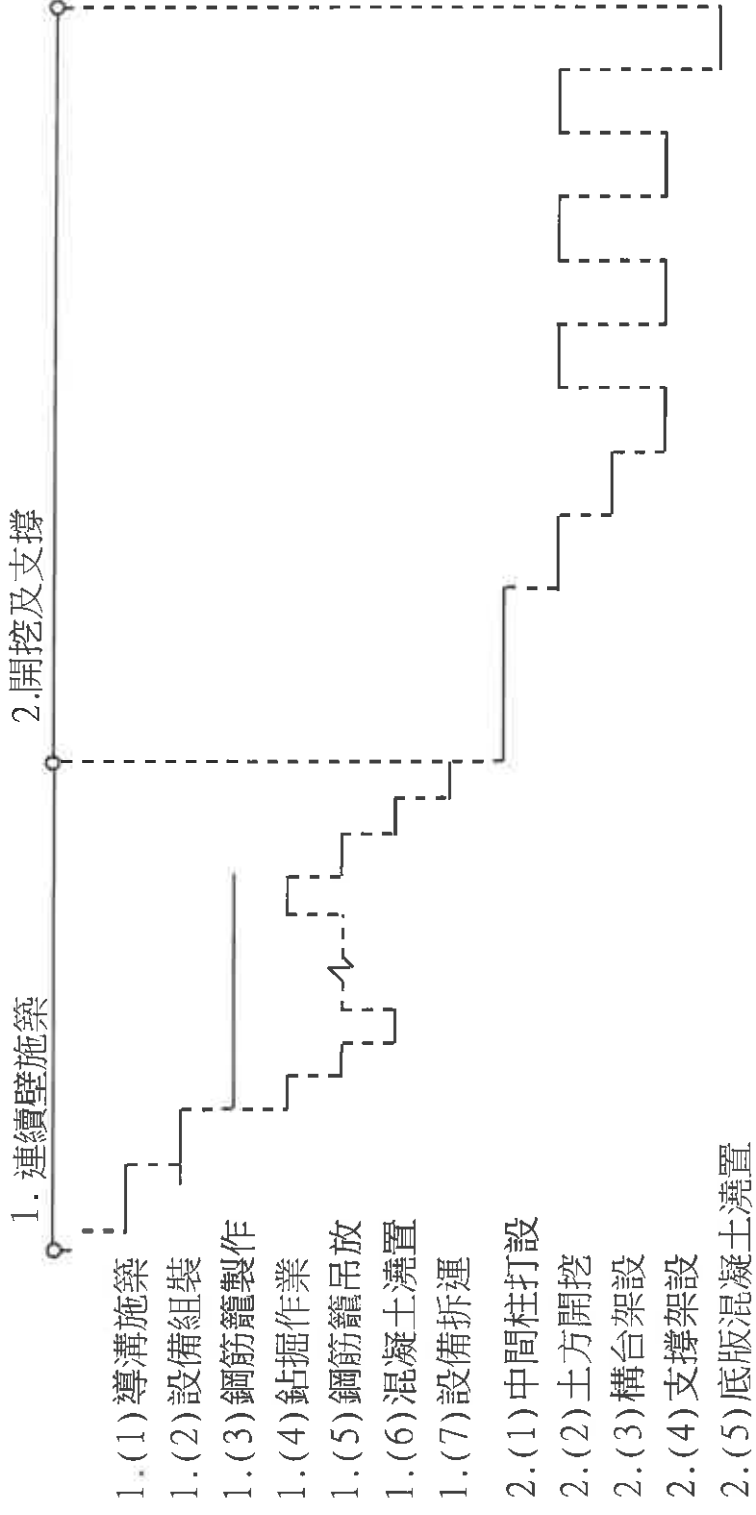 1. 連續壁施築
2.開挖及支撐
1.(1)導溝施築
1.(2)設備組裝
1.(3)鋼筋籠製作
1.(4)鉆掘作業
1.(5)鋼筋籠吊放
1.(6)混凝土澆置
1.(7)設備拆運
2.(1)中間柱打設
2.(2)土方開挖
2.(3)構台架設
2.(4)支撐架設
2.(5)底版混凝土澆置